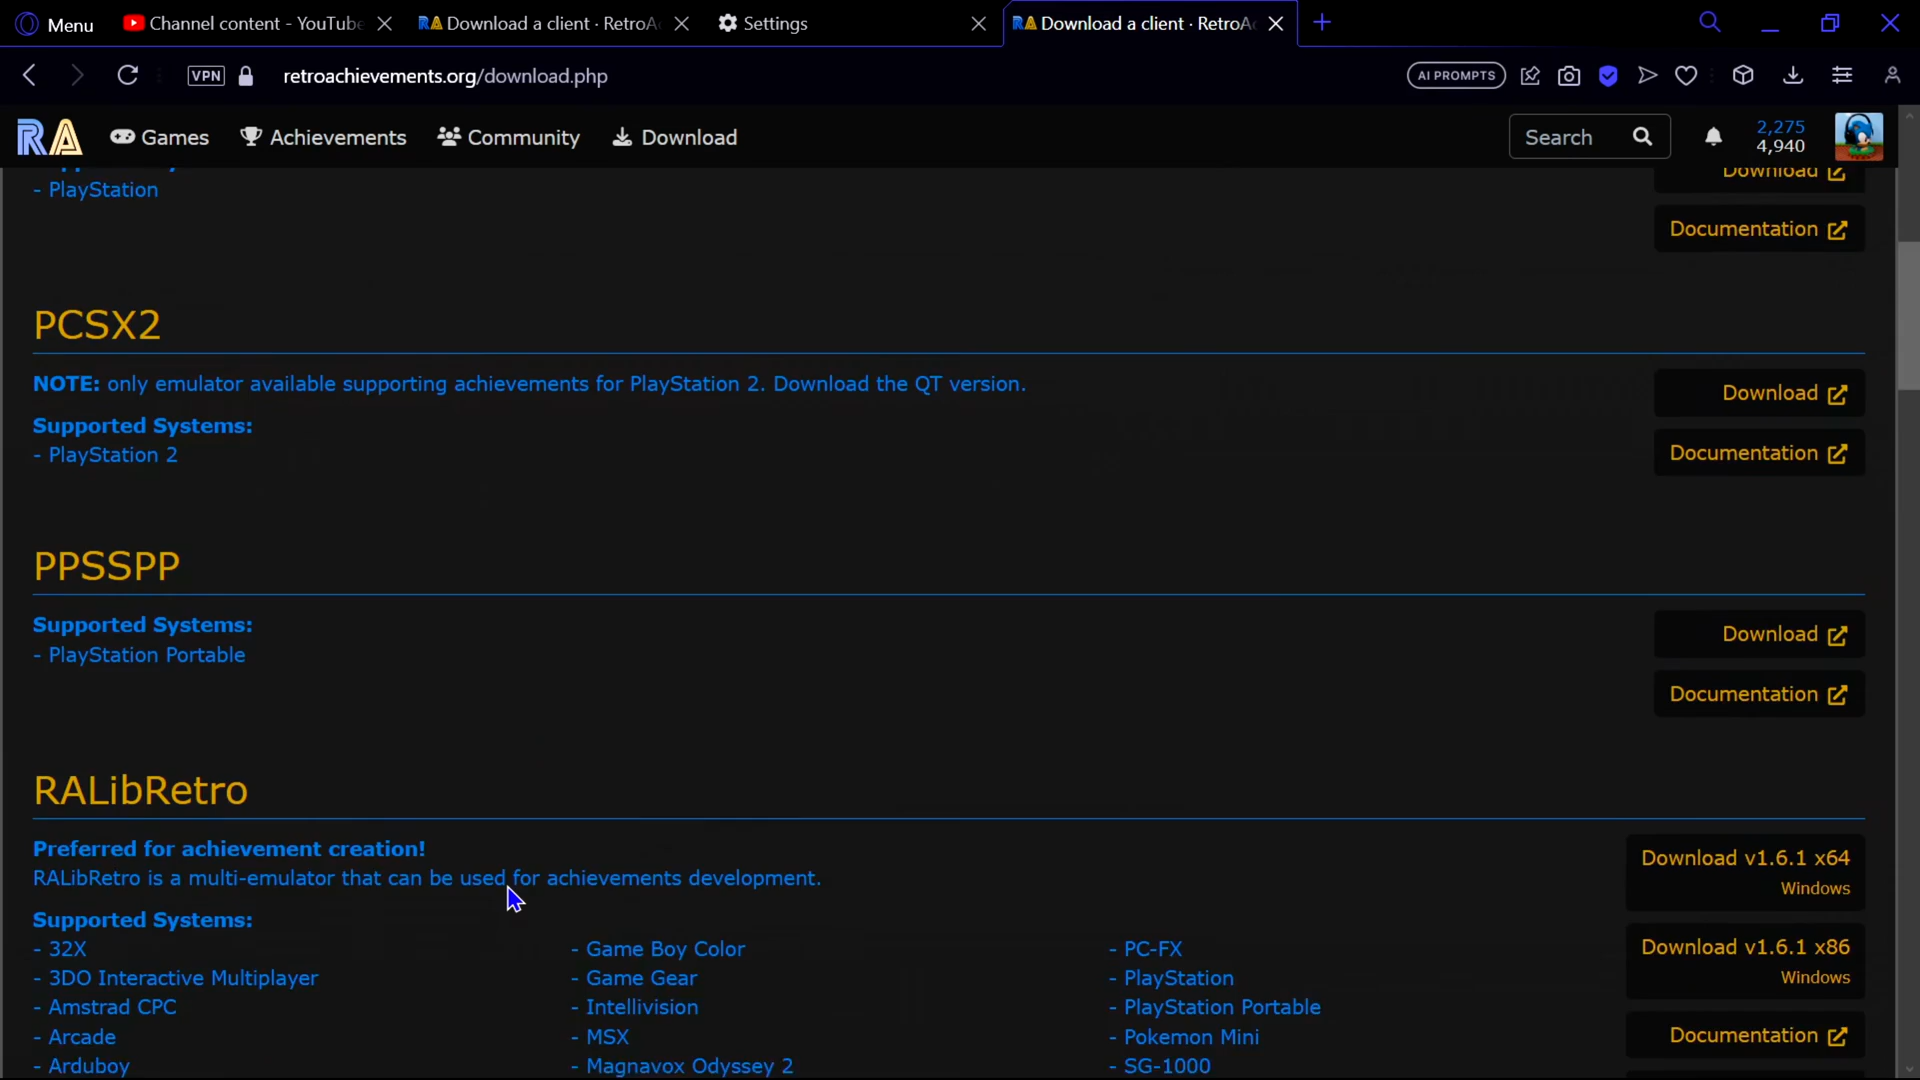 Menu
Channel content - YouTube
Download a client · RetroAc
Settings
Download a client · RetroAc
VPN
retroachievements.org/download.php
AI PROMPTS
RA
Games
Achievements
Community
Download
Search
2,275
4,940
- PlayStation
Download
Documentation
PCSX2
NOTE: only emulator available supporting achievements for PlayStation 2. Download the QT version.
Download
Supported Systems:
- PlayStation 2
Documentation
PPSSPP
Supported Systems:
- PlayStation Portable
Download
Documentation
RALibRetro
Preferred for achievement creation!
RALibRetro is a multi-emulator that can be used for achievements development.
Download v1.6.1 x64
Windows
Supported Systems:
- 32X
- 3DO Interactive Multiplayer
- Amstrad CPC
- Arcade
- Arduboy
- Game Boy Color
- Game Gear
- Intellivision
- MSX
- Magnavox Odyssey 2
- PC-FX
- PlayStation
- PlayStation Portable
- Pokemon Mini
- SG-1000
Download v1.6.1 x86
Windows
Documentation